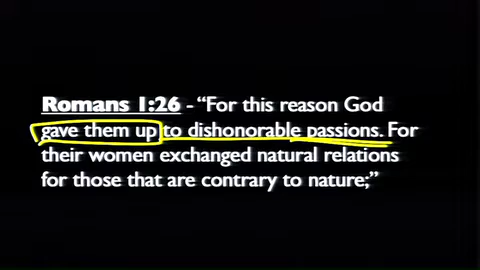 Romans 1:26 - “For this reason God
gave them up to dishonorable passions. For
their women exchanged natural relations
for those that are contrary to nature;”